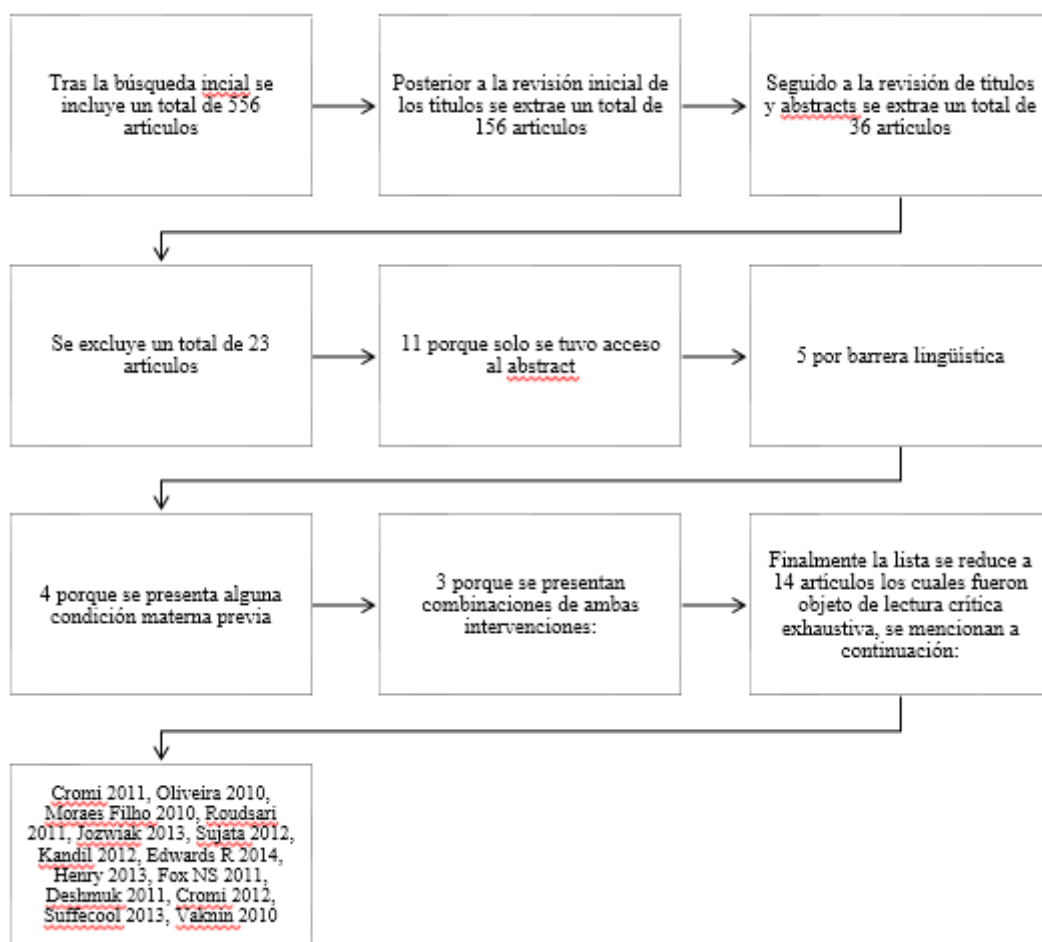 Tras la búsqueda incial se
incluye un total de 556
artículos
Posterior a la revisión inicial de
los títulos se extrae un total de
156 artículos
Seguido a la revisión de títulos
y abstracts se extrae un total de
36 artículos
Se excluye un total de 23
artículos
11 porque solo se tuvo acceso
al abstract
5 por barrera lingüística
4 porque se presenta alguna
condición materna previa
3 porque se presentan
combinaciones de ambas
intervenciones:
Finalmente la lista se reduce a
14 artículos los cuales fueron
objeto de lectura crítica
exhaustiva, se mencionan a
continuación:
Cromi 2011, Oliveira 2010,
Moraes Filho 2010, Roudsari
2011, Jozwiak 2013, Sujata 2012,
Kandil 2012, Edwards R 2014,
Henry 2013, Fox NS 2011,
Deshmuk 2011, Cromi 2012,
Suffecool 2013, Vaknin 2010